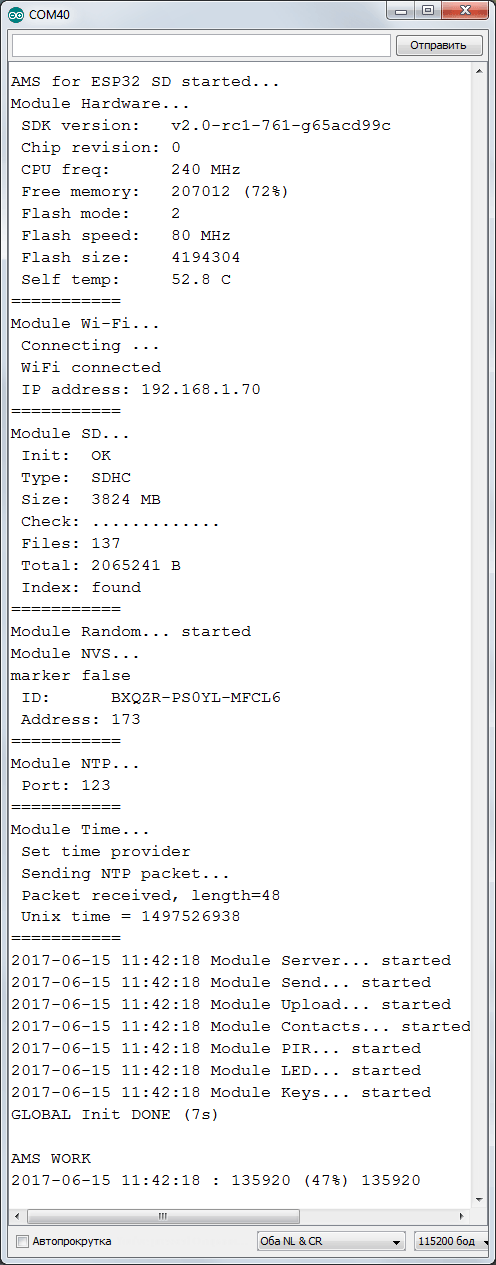 COM40
Отправить
AMS for ESP32 SD started...
Module Hardware...
 SDK version:   v2.0-rc1-761-g65acd99c
 Chip revision: 0
 CPU freq:      240 MHz
 Free memory:   207012 (72%)
 Flash mode:    2
 Flash speed:   80 MHz
 Flash size:    4194304
 Self temp:     52.8 C
===========
Module Wi-Fi...
 Connecting ...
 WiFi connected
 IP address: 192.168.1.70
===========
Module SD...
 Init:  OK
 Type:  SDHC
 Size:  3824 MB
 Check: .............
 Files: 137
 Total: 2065241 B
 Index: found
===========
Module Random... started
Module NVS...
marker false
 ID:      BXQZR-PS0YL-MFCL6
 Address: 173
===========
Module NTP...
 Port: 123
===========
Module Time...
 Set time provider
 Sending NTP packet...
 Packet received, length=48
 Unix time = 1497526938
===========
2017-06-15 11:42:18 Module Server... started
2017-06-15 11:42:18 Module Send... started
2017-06-15 11:42:18 Module Upload... started
2017-06-15 11:42:18 Module Contacts... started
2017-06-15 11:42:18 Module PIR... started
2017-06-15 11:42:18 Module LED... started
2017-06-15 11:42:18 Module Keys... started
GLOBAL Init DONE (7s)

AMS WORK
2017-06-15 11:42:18 : 135920 (47%) 135920
Автопрокрутка
Оба NL & CR
115200 бод